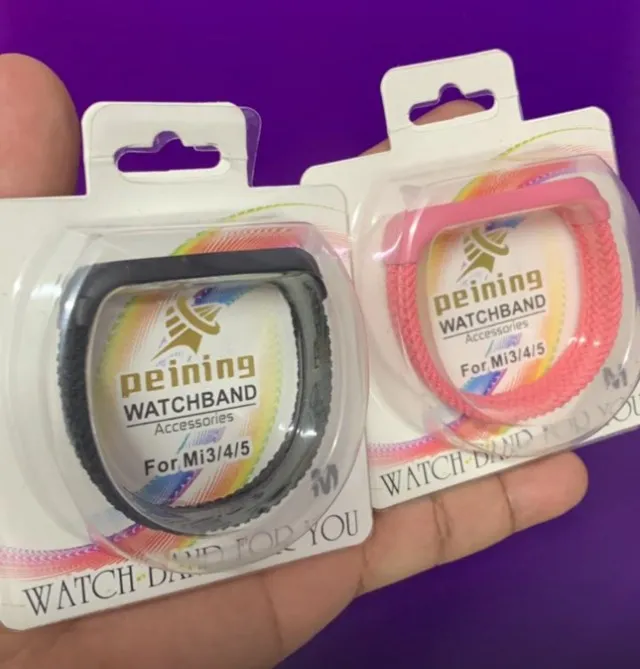 peining
WATCHBAND
Accessories
For Mi3/4/5
M
WATCH-BAND FOR YOU
peining
WATCHBAND
Accessories
For Mi3/4/5
M
WATCH-BAND FOR YOU